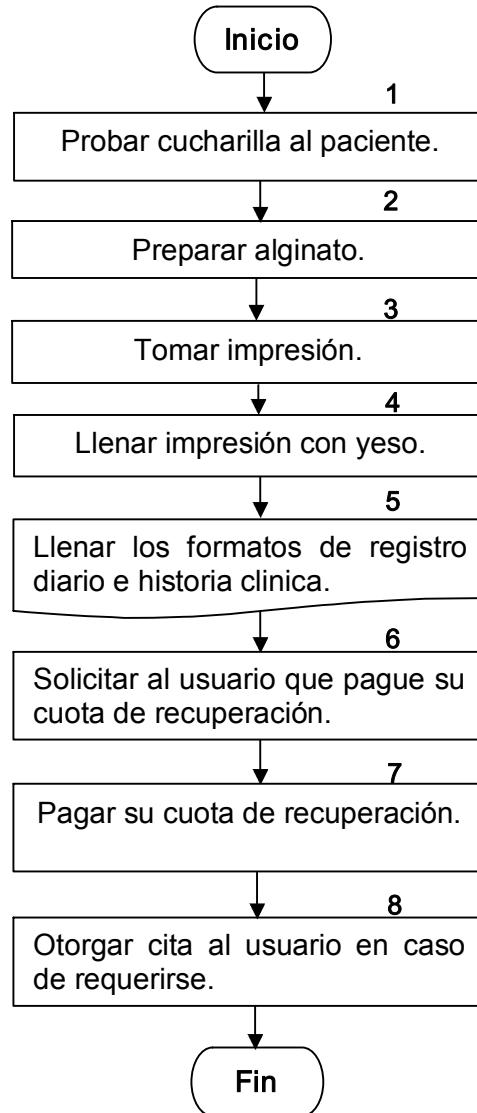 Inicio
1
Probar cucharilla al paciente.
2
Preparar alginato.
3
Tomar impresión.
4
Llenar impresión con yeso.
5
Llenar los formatos de registro
diario e historia clinica.
6
Solicitar al usuario que pague su
cuota de recuperación.
7
Pagar su cuota de recuperación.
8
Otorgar cita al usuario en caso
de requerirse.
Fin